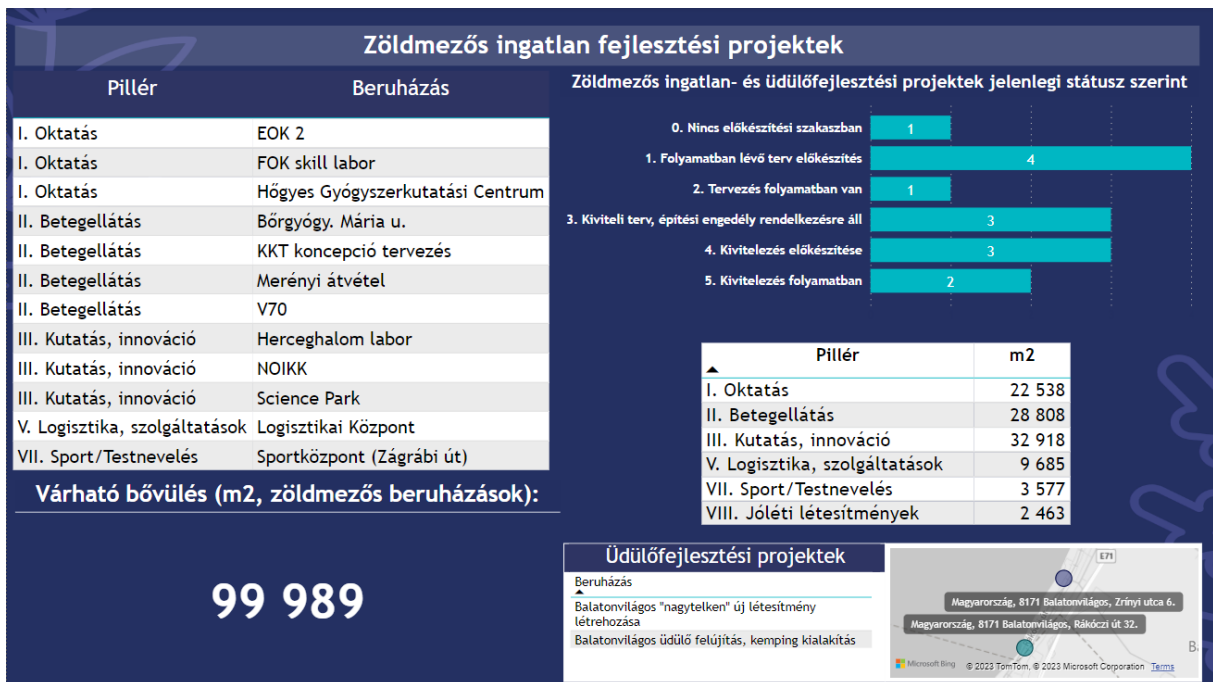 Zöldmezős ingatlan fejlesztési projektek
Pillér Beruházás
I. Oktatás EOK 2
I. Oktatás FOK skill labor
I. Oktatás Hőgyes Gyógyszerkutatási Centrum
II. Betegellátás Bőrgyógy. Mária u.
II. Betegellátás KKT koncepció tervezés
II. Betegellátás Merényi átvétel
II. Betegellátás V70
III. Kutatás, innováció Herceghalom labor
III. Kutatás, innováció NOIKK
III. Kutatás, innováció Science Park
V. Logisztika, szolgáltatások Logisztikai Központ
VII. Sport/Testnevelés Sportközpont (Zágrábi út)
Várható bővülés (m2, zöldmezős beruházások):
99 989
Zöldmezős ingatlan- és üdülőfejlesztési projektek jelenlegi státusz szerint
0. Nincs előkészítési szakaszban 1
1. Folyamatban lévő terv előkészítés 4
2. Tervezés folyamatban van 1
3. Kiviteli terv, építési engedély rendelkezésre áll 3
4. Kivitelezés előkészítése 3
5. Kivitelezés folyamatban 2
Pillér m2
I. Oktatás 22 538
II. Betegellátás 28 808
III. Kutatás, innováció 32 918
V. Logisztika, szolgáltatások 9 685
VII. Sport/Testnevelés 3 577
VIII. Jóléti létesítmények 2 463
Üdülőfejlesztési projektek
Beruházás
Balatonvilágos "nagytelken" új létesítmény
létrehozása
Balatonvilágos üdülő felújítás, kemping kialakítás
E71
Magyarország, 8171 Balatonvilágos, Zrínyi utca 6.
Magyarország, 8171 Balatonvilágos, Rákóczi út 32.
Microsoft Bing © 2023 TomTom, © 2023 Microsoft Corporation Terms